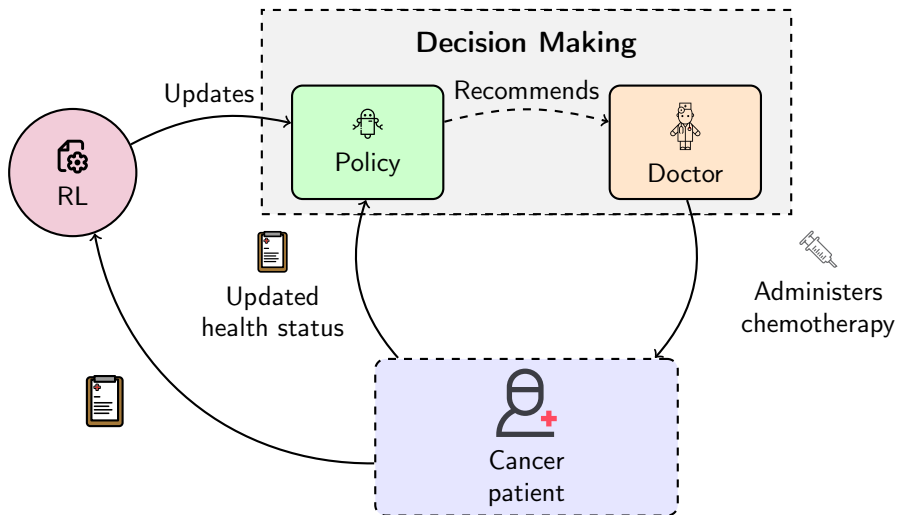 Decision Making
Updates
Recommends
Policy
Doctor
RL
Updated
health status
Administers
chemotherapy
Cancer
patient